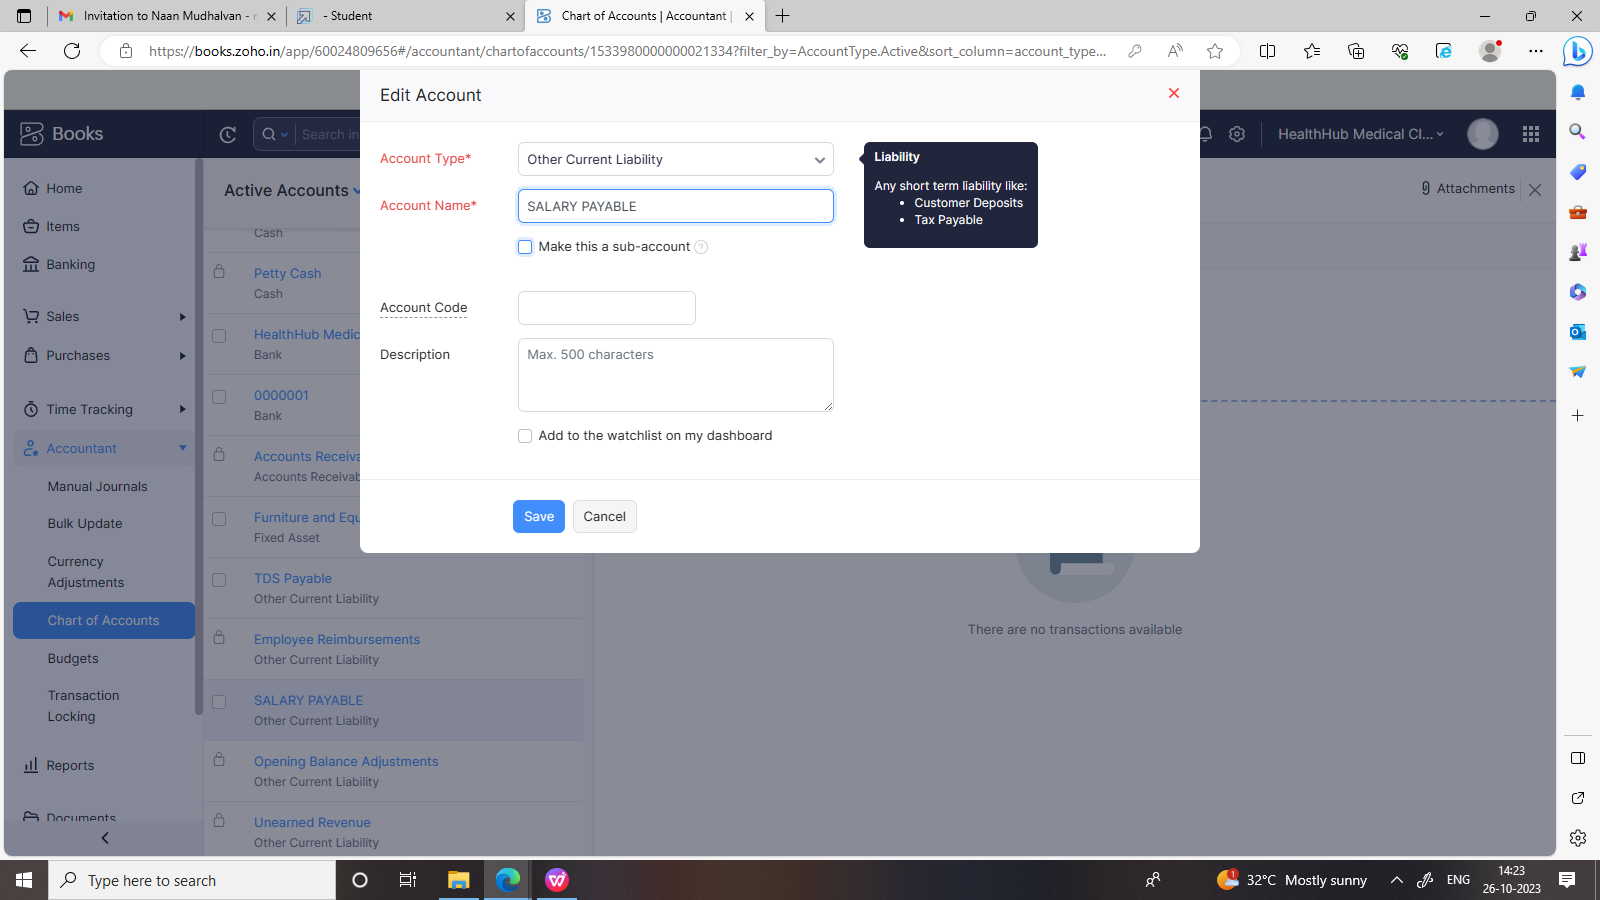 Invitation to Naan Mudhalvan -
- Student
Chart of Accounts | Accountant |
https://books.zoho.in/app/60024809656#/accountant/chartofaccounts/1533980000000021334?filter_by=AccountType.Active&sort_column=account_type...
Edit Account
Books
Search in
HealthHub Medical Cl...
Account Type*
Other Current Liability
Liability
Any short term liability like:
Customer Deposits
Tax Payable
Account Name*
SALARY PAYABLE
Make this a sub-account
?
Account Code
Description
Max. 500 characters
Add to the watchlist on my dashboard
Save
Cancel
Home
Items
Banking
Sales
Purchases
Time Tracking
Accountant
Manual Journals
Bulk Update
Currency
Adjustments
Chart of Accounts
Budgets
Transaction
Locking
Reports
Documents
Active Accounts
Attachments
Cash
Petty Cash
Cash
HealthHub Medic
Bank
0000001
Bank
Accounts Receiva
Accounts Receivab
Furniture and Equ
Fixed Asset
TDS Payable
Other Current Liability
Employee Reimbursements
Other Current Liability
SALARY PAYABLE
Other Current Liability
Opening Balance Adjustments
Other Current Liability
Unearned Revenue
Other Current Liability
There are no transactions available
Type here to search
1
32°C Mostly sunny
ENG
14:23
26-10-2023